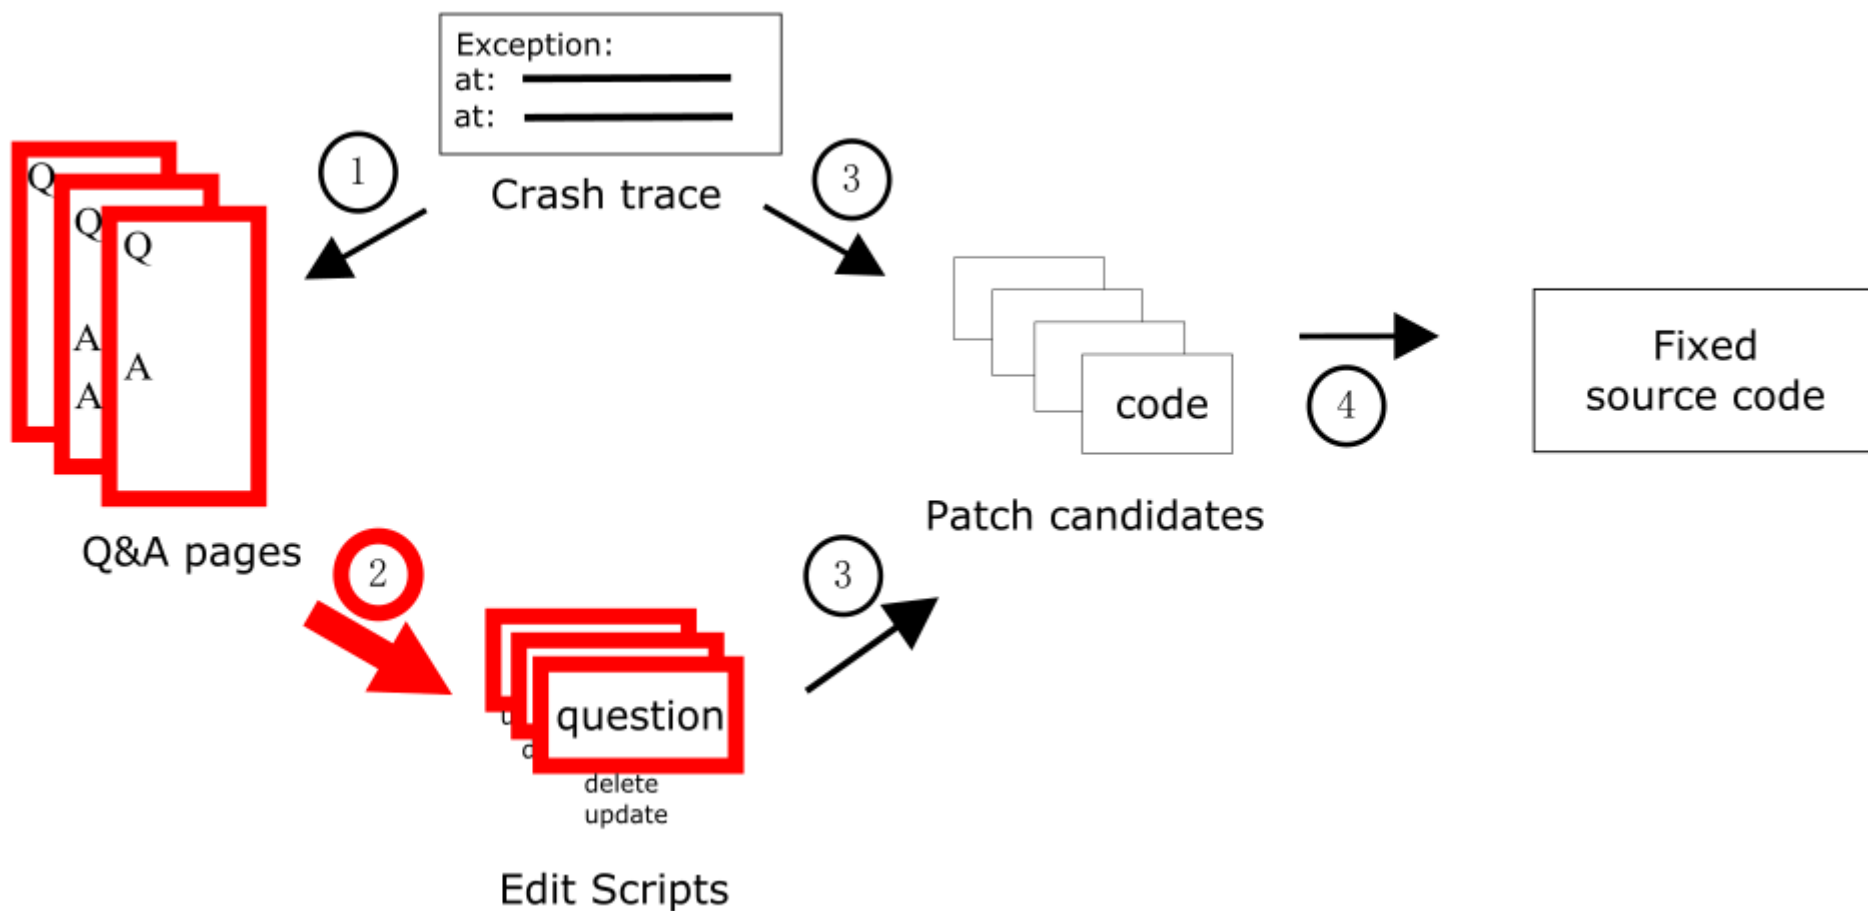 Exception:
at:
at:
Crash trace
1
3
Q
Q
Q
A
A
A
Q&A pages
2
question
delete
update
Edit Scripts
3
code
Patch candidates
4
Fixed
source code